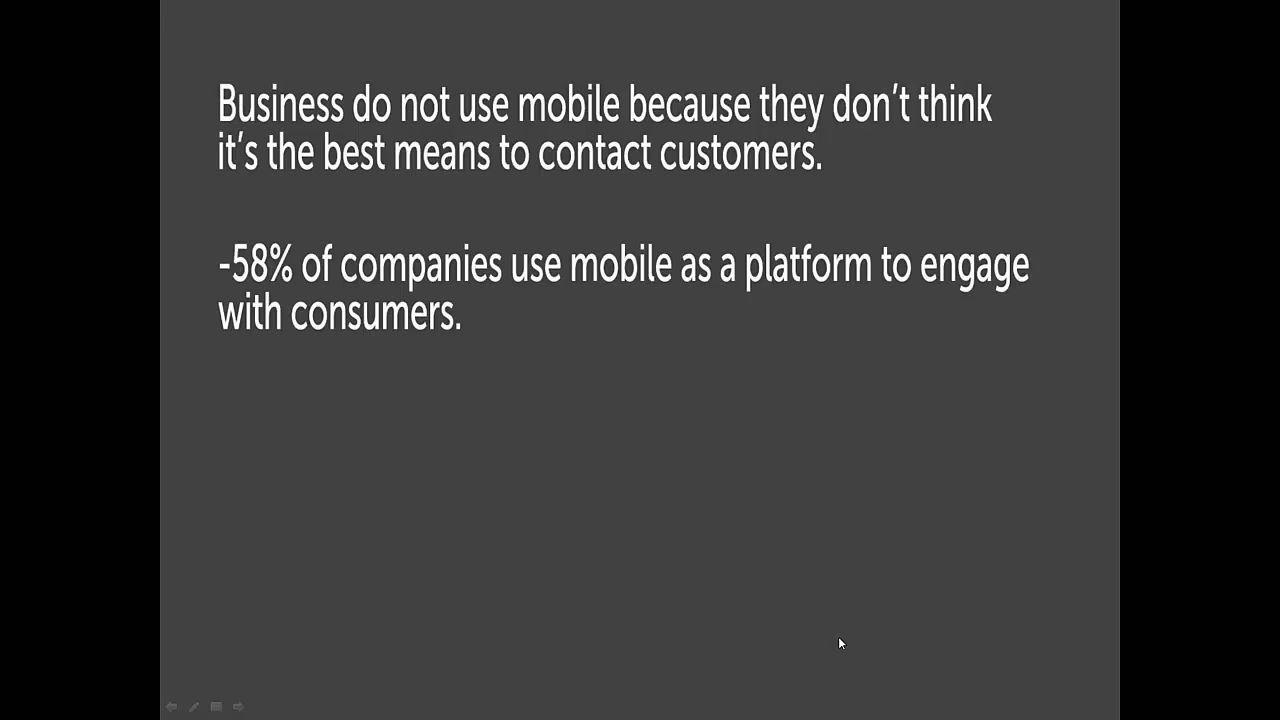 Business do not use mobile because they don’t think
it’s the best means to contact customers.
-58% of companies use mobile as a platform to engage
with consumers.